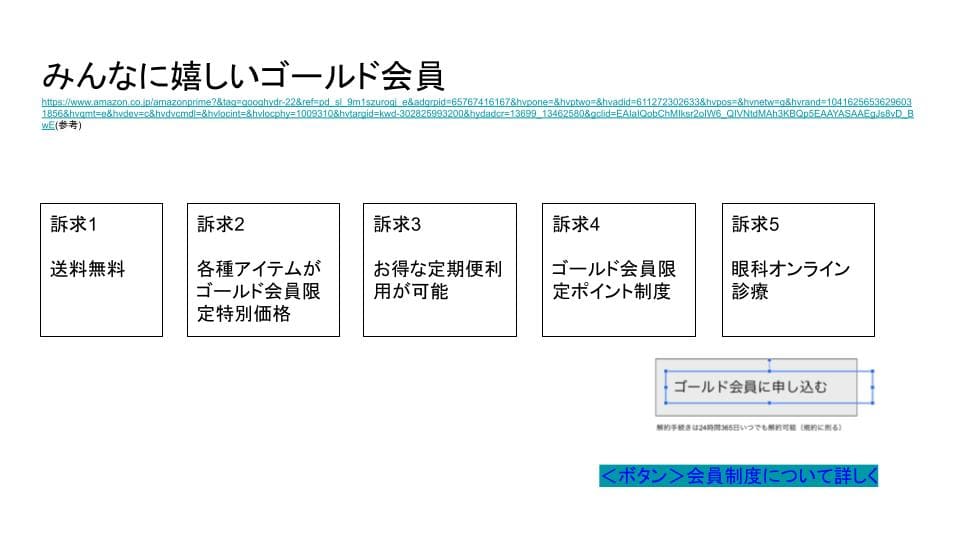 みんなに嬉しいゴールド会員
https://www.amazon.co.jp/amazonprime?&tag=googhydr-22&ref=pd_sl_9m1szurogj_e&adgrpid=65767416167&hvpone=&hvptwo=&hvadid=611272302633&hvpos=&hvnetw=g&hvrand=1041625653629603
1856&hvqmt=e&hvdev=c&hvdvcmdl=&hvlocint=&hvlocphy=1009310&hvtargid=kwd-302825993200&hydadcr=13699_13462580&gclid=EAIaIQobChMIksr2oIW6_QIVNtdMAh3KBQp5EAAYASAAEgJs8vD_B
wE(参考)
訴求1
送料無料
訴求2
各種アイテムが
ゴールド会員限
定特別価格
訴求3
お得な定期便利
用が可能
訴求4
ゴールド会員限
定ポイント制度
訴求5
眼科オンライン
診療
ゴールド会員に申し込む
解約手続きは24時間365日いつでも解約可能（規約に則る）
＜ボタン＞会員制度について詳しく